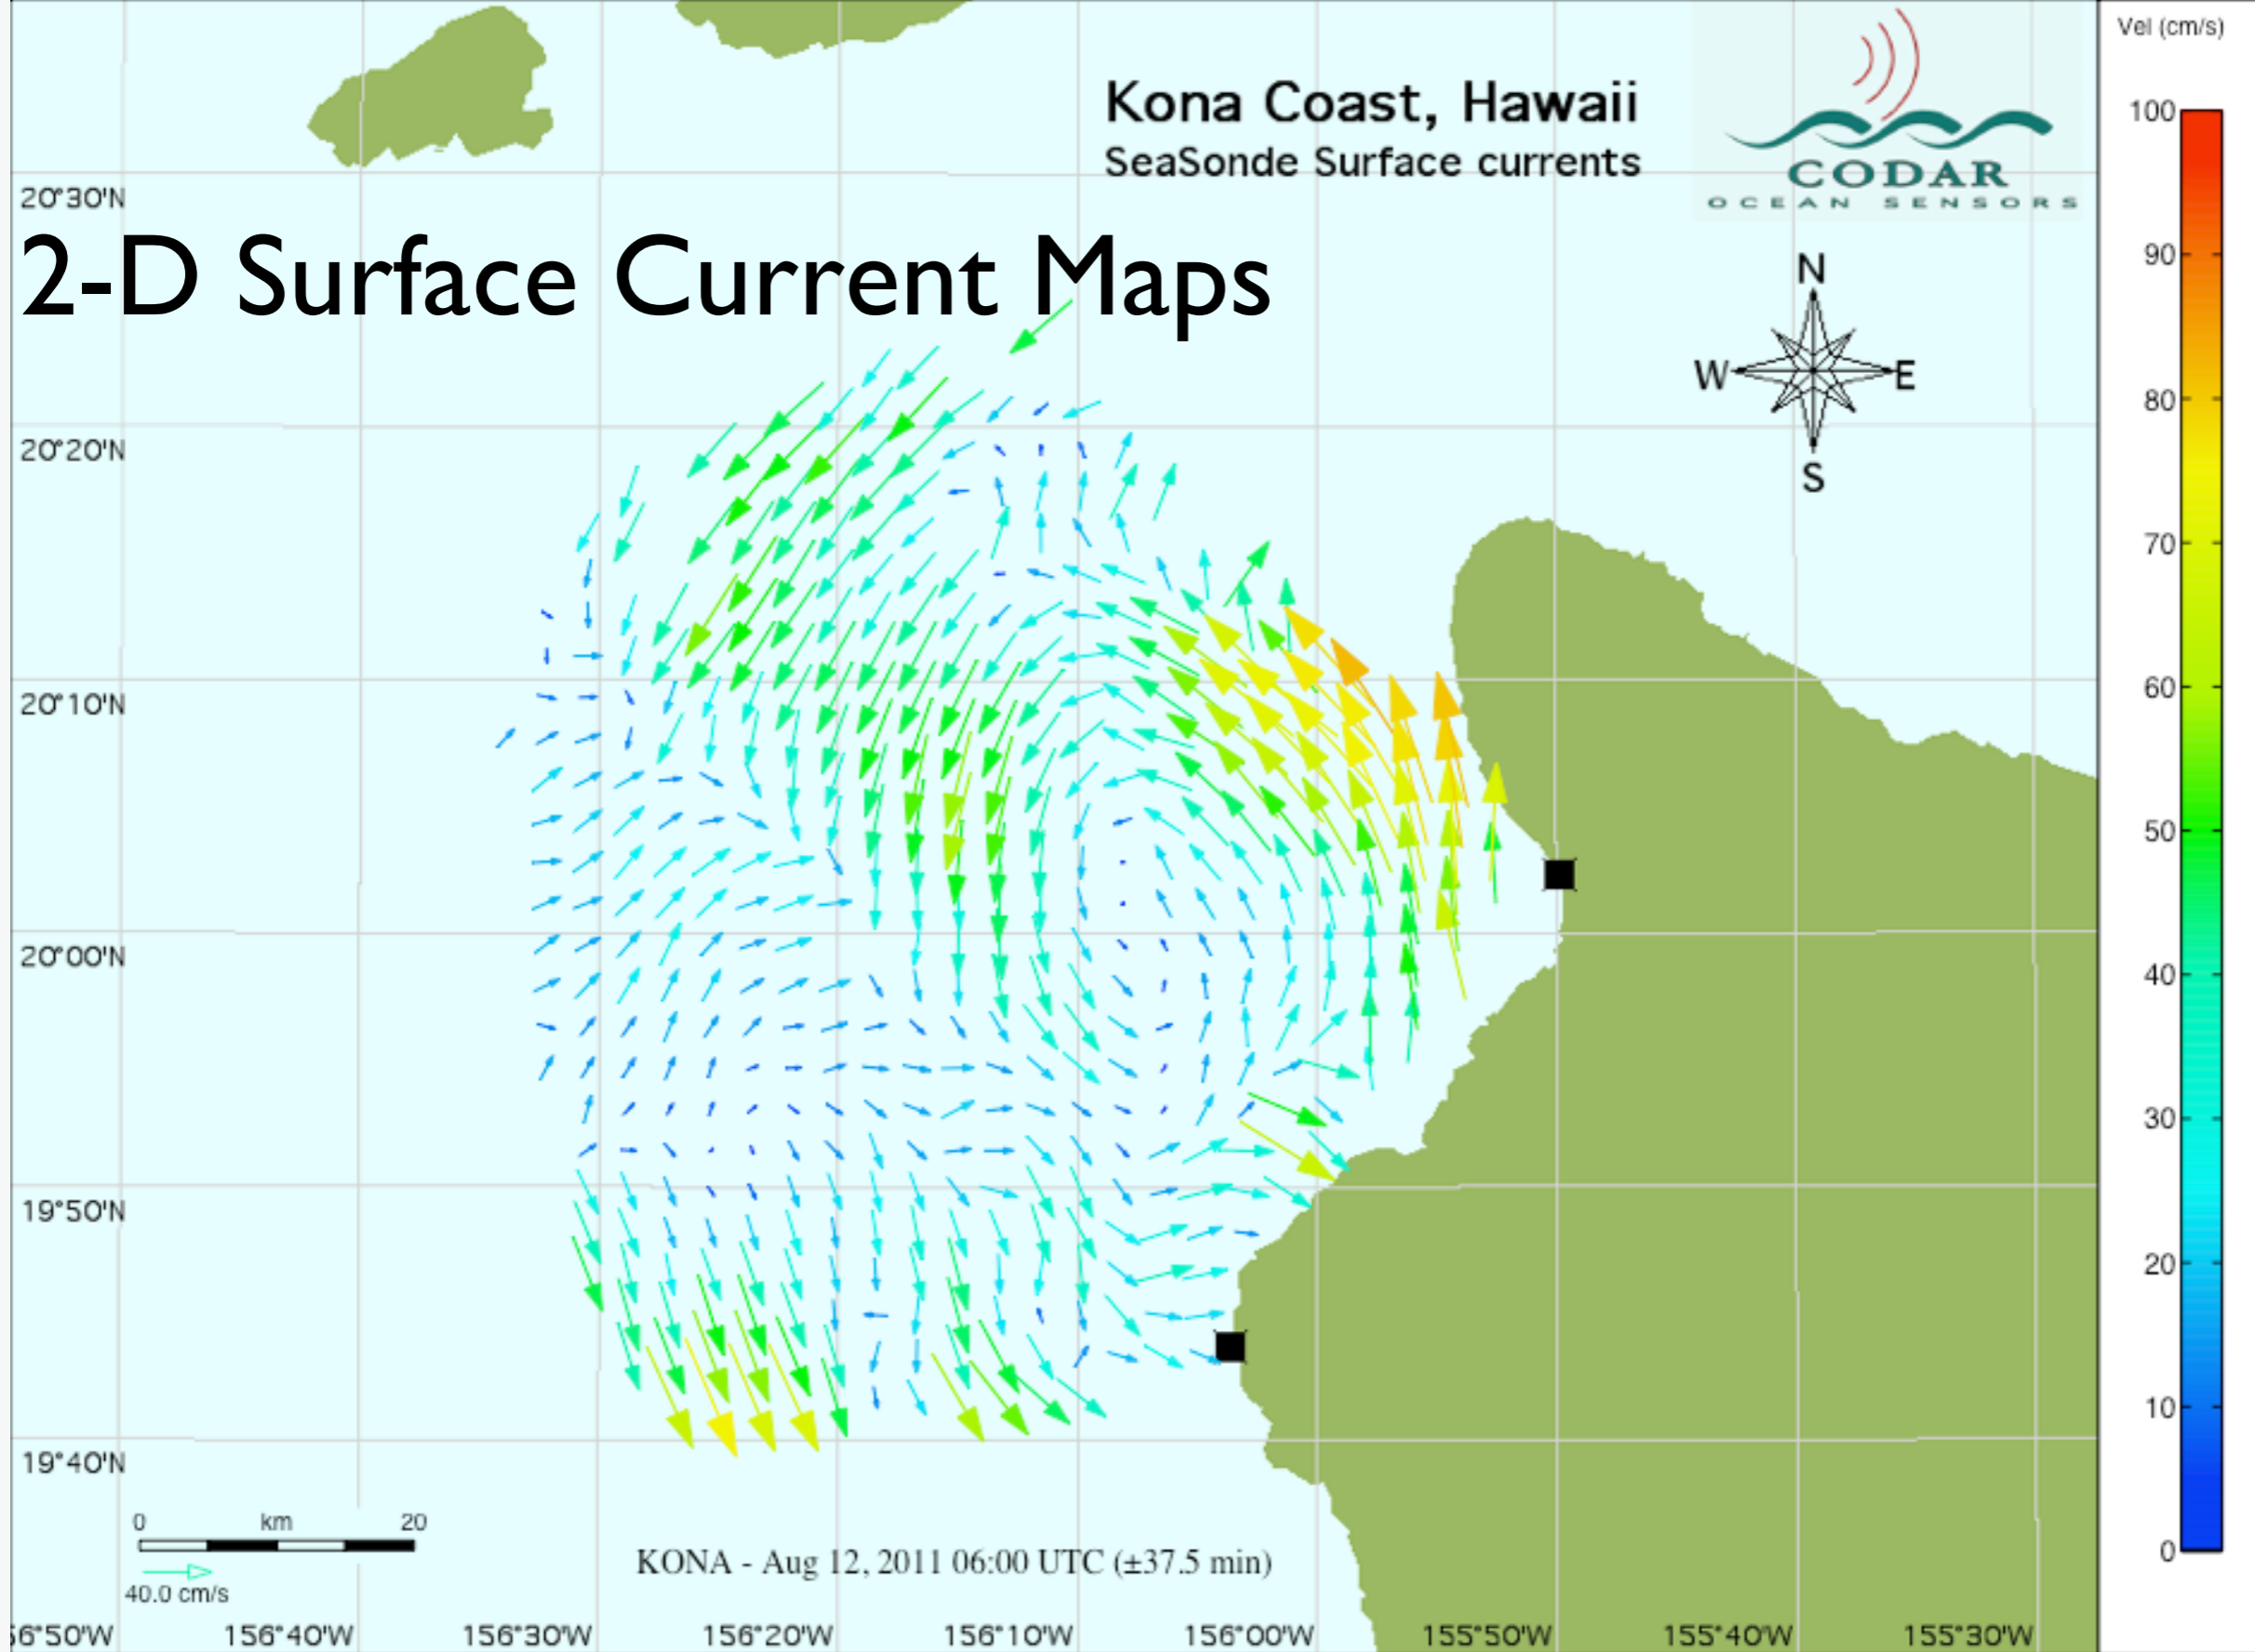 Vel (cm/s)
Kona Coast, Hawaii
SeaSonde Surface currents
CODAR
OCEAN SENSORS
2-D Surface Current Maps
N
W E
S
20°30'N
20°20'N
20°10'N
20°00'N
19°50'N
19°40'N
100
90
80
70
60
50
40
30
20
10
0
0 km 20
40.0 cm/s
KONA - Aug 12, 2011 06:00 UTC (±37.5 min)
56°50'W 156°40'W 156°30'W 156°20'W 156°10'W 156°00'W 155°50'W 155°40'W 155°30'W